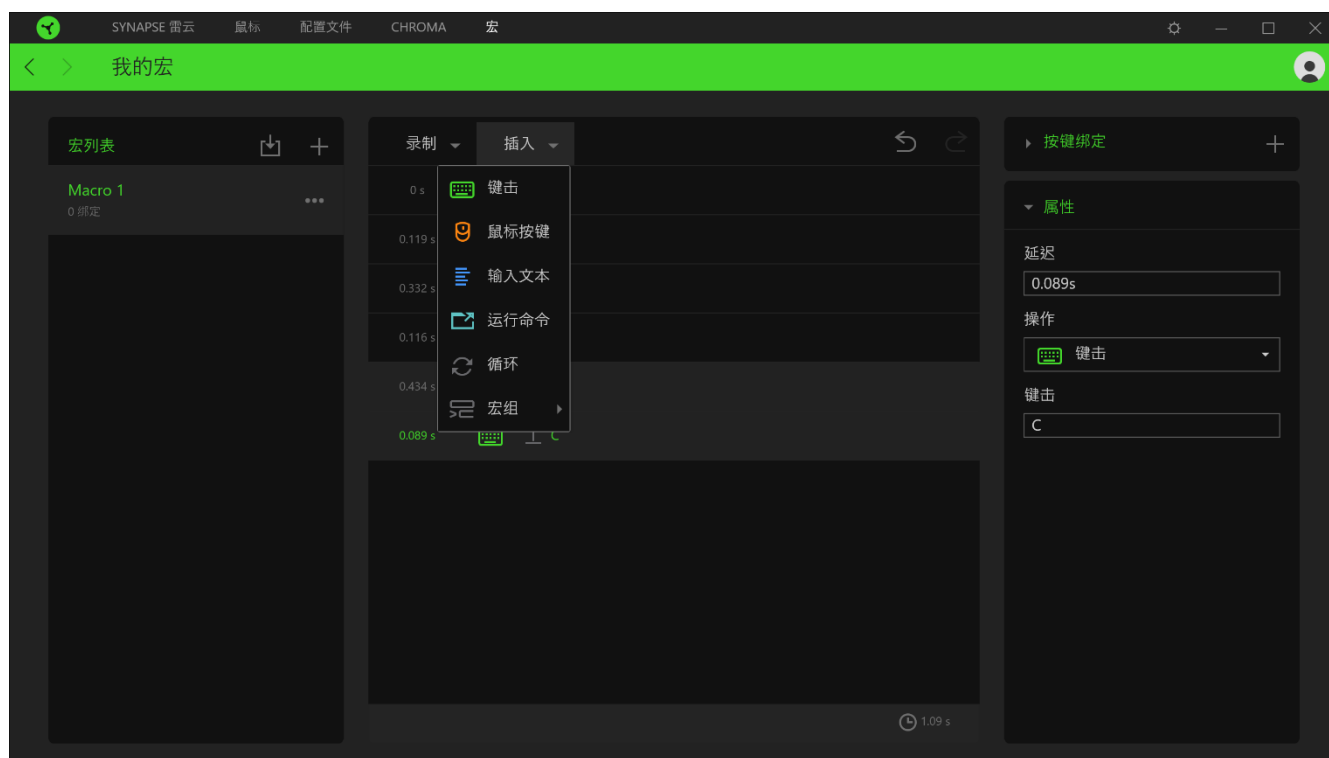 SYNAPSE 雷云 鼠标 配置文件 CHROMA 宏
我的宏
宏列表
Macro 1
0 绑定
录制 插入
0 s
0.119 s
0.332 s
0.116 s
0.434 s
0.089 s C
键击
鼠标按键
输入文本
运行命令
循环
宏组
1.09 s
按键绑定
属性
延迟
0.089s
操作
键击
键击
C